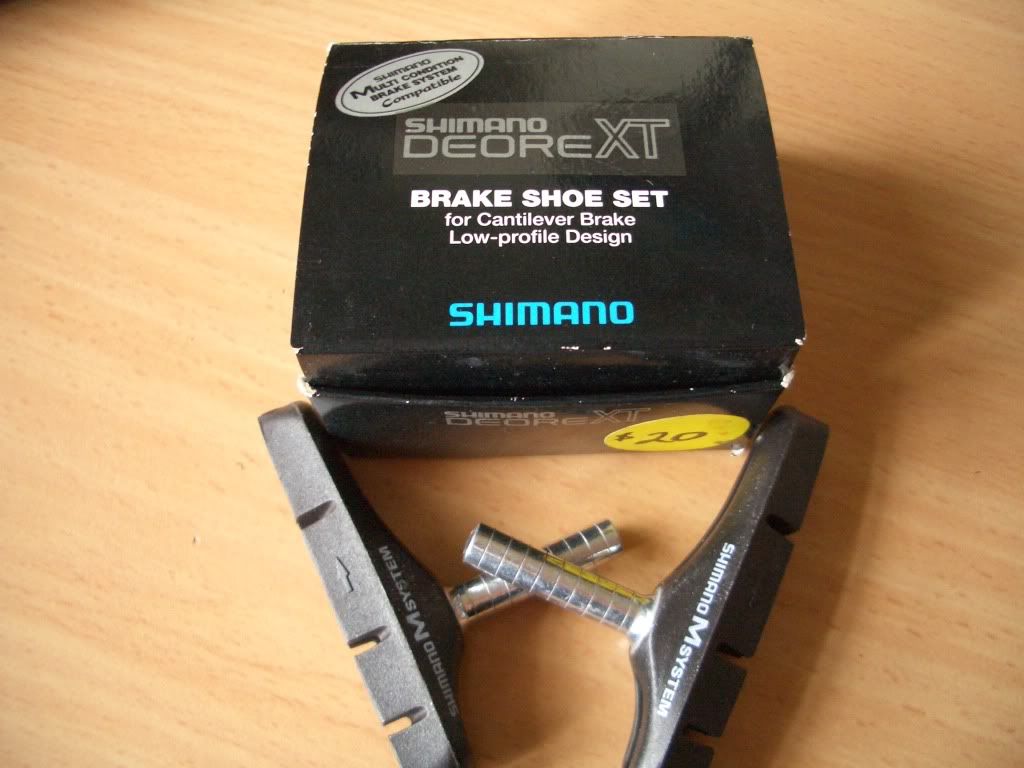 SHIMANO
MULTI CONDITION
BRAKE SYSTEM
Compatible
SHIMANO
DEORE XT
BRAKE SHOE SET
for Cantilever Brake
Low-profile Design
SHIMANO
SHIMANO
DEORE XT
$20
SHIMANO M SYSTEM
SHIMANO M SYSTEM